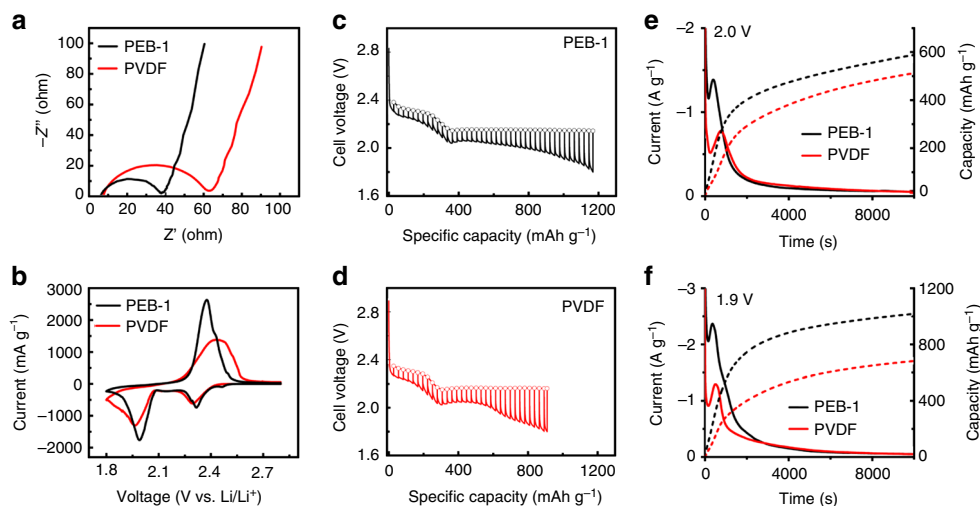 a
100
80
60
40
20
0
–Z″ (ohm)
PEB-1
PVDF
0 20 40 60 80 100
Z′ (ohm)
b
3000
2000
1000
0
–1000
–2000
Current (mA g⁻¹)
PEB-1
PVDF
1.8 2.1 2.4 2.7
Voltage (V vs. Li/Li⁺)
c
2.8
2.4
2.0
1.6
Cell voltage (V)
PEB-1
0 400 800 1200
Specific capacity (mAh g⁻¹)
d
2.8
2.4
2.0
1.6
Cell voltage (V)
PVDF
0 400 800 1200
Specific capacity (mAh g⁻¹)
e
–2
–1
0
Current (A g⁻¹)
2.0 V
PEB-1
PVDF
600
400
200
0
Capacity (mAh g⁻¹)
0 4000 8000
Time (s)
f
–3
–2
–1
0
Current (A g⁻¹)
1.9 V
PEB-1
PVDF
1200
800
400
0
Capacity (mAh g⁻¹)
0 4000 8000
Time (s)